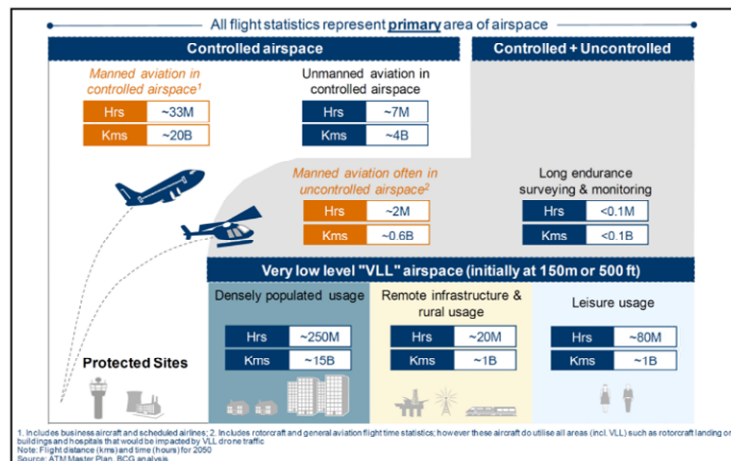 All flight statistics represent primary area of airspace
Controlled airspace
Controlled + Uncontrolled
Manned aviation in
controlled airspace1
Hrs ~33M
Kms ~20B
Unmanned aviation in
controlled airspace
Hrs ~7M
Kms ~4B
Manned aviation often in
uncontrolled airspace2
Hrs ~2M
Kms ~0.6B
Long endurance
surveying & monitoring
Hrs <0.1M
Kms <0.1B
Very low level "VLL" airspace (initially at 150m or 500 ft)
Densely populated usage
Hrs ~250M
Kms ~15B
Remote infrastructure &
rural usage
Hrs ~20M
Kms ~1B
Leisure usage
Hrs ~80M
Kms ~1B
Protected Sites
1. Includes business aircraft and scheduled airlines; 2. Includes rotorcraft and general aviation flight time statistics; however these aircraft do utilise all areas (incl. VLL) such as rotorcraft landing on
buildings and hospitals that would be impacted by VLL drone traffic
Note: Flight distance (kms) and time (hours) for 2050
Source: ATM Master Plan, BCG analysis